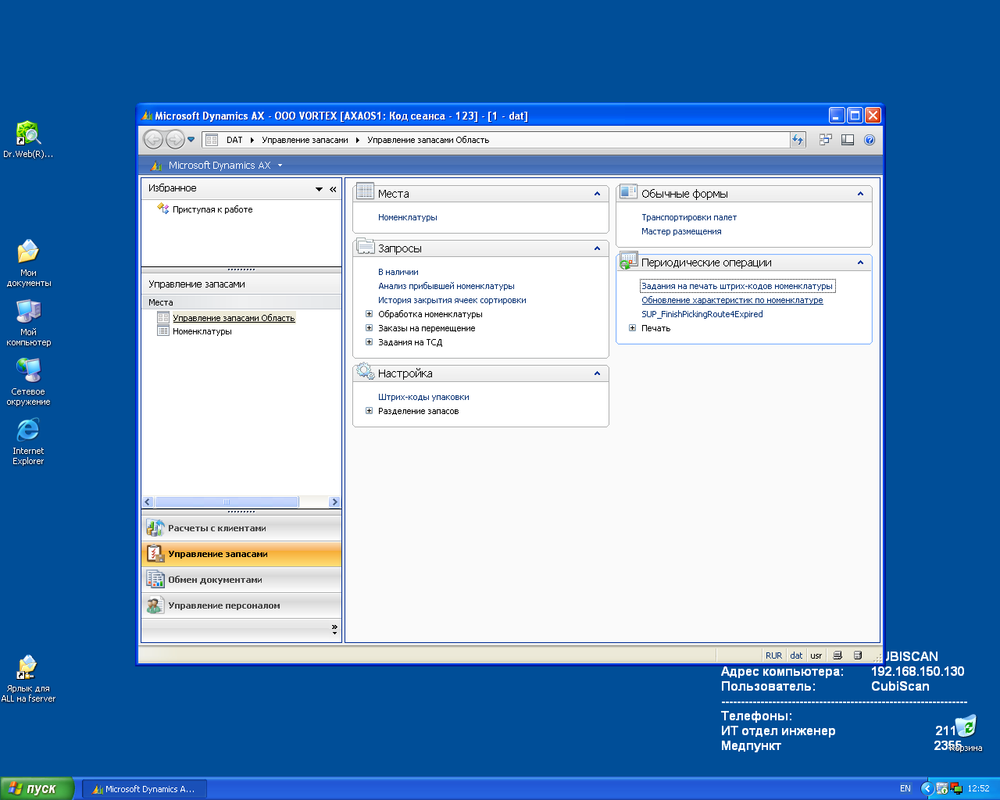 Microsoft Dynamics AX - ООО VORTEX [AXAOS1: Код сеанса - 123] - [1 - dat]
DAT
Управление запасами
Управление запасами Область
Microsoft Dynamics AX
Избранное
Приступая к работе
Управление запасами
Места
Управление запасами Область
Номенклатуры
Расчеты с клиентами
Управление запасами
Обмен документами
Управление персоналом
Места
Номенклатуры
Запросы
В наличии
Анализ прибывшей номенклатуры
История закрытия ячеек сортировки
Обработка номенклатуры
Заказы на перемещение
Задания на ТСД
Настройка
Штрих-коды упаковки
Разделение запасов
Обычные формы
Транспортировки палет
Мастер размещения
Периодические операции
Задания на печать штрих-кодов номенклатуры
Обновление характеристик по номенклатуре
SUP_FinishPickingRoute4Expired
Печать
RUR
dat
usr
Dr.Web(R)...
Мои
документы
Мой
компьютер
Сетевое
окружение
Internet
Explorer
Ярлык для
ALL на fserver
UBISCAN
Адрес компьютера: 192.168.150.130
Пользователь: CubiScan
Телефоны:
ИТ отдел инженер 211
Медпункт 2355
Корзина
пуск
Microsoft Dynamics A...
EN
12:52